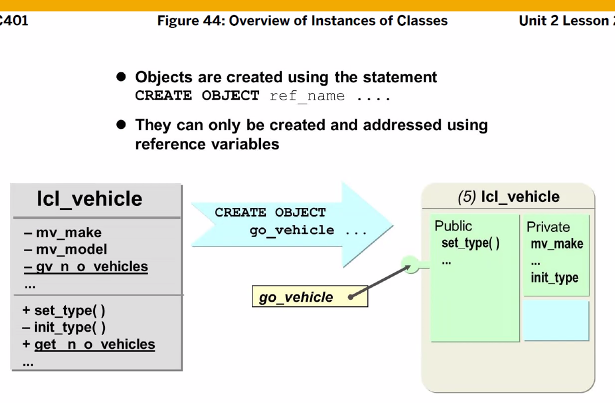 C401
Figure 44: Overview of Instances of Classes
Unit 2 Lesson 2
● Objects are created using the statement
CREATE OBJECT ref_name ....
● They can only be created and addressed using
reference variables
lcl_vehicle
– mv_make
– mv_model
– gv_n_o_vehicles
...
+ set_type( )
– init_type( )
+ get_n_o_vehicles
...
CREATE OBJECT
go_vehicle ...
go_vehicle
(5) lcl_vehicle
Public
set_type( )
...
Private
mv_make
...
init_type